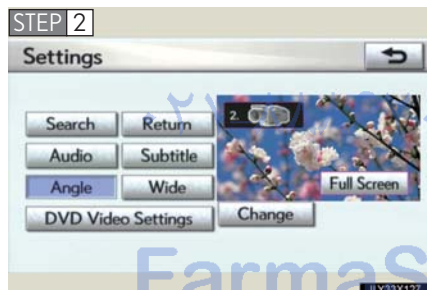 STEP 2
Settings
2.
Search Return
Audio Subtitle
Angle Wide
Full Screen
DVD Video Settings Change
FarmaS